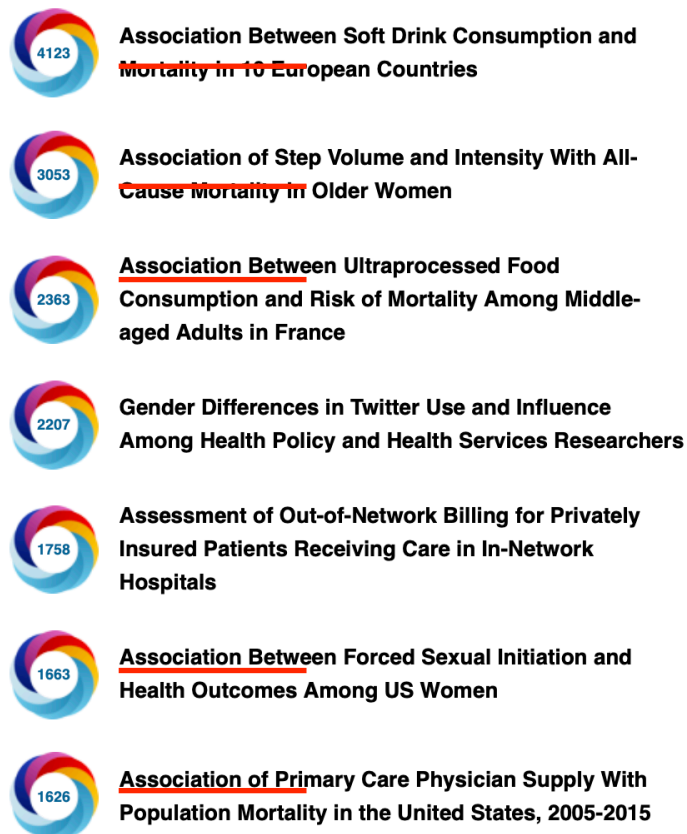 4123
Association Between Soft Drink Consumption and
Mortality in 10 European Countries
3053
Association of Step Volume and Intensity With All-
Cause Mortality in Older Women
2363
Association Between Ultraprocessed Food
Consumption and Risk of Mortality Among Middle-
aged Adults in France
2207
Gender Differences in Twitter Use and Influence
Among Health Policy and Health Services Researchers
1758
Assessment of Out-of-Network Billing for Privately
Insured Patients Receiving Care in In-Network
Hospitals
1663
Association Between Forced Sexual Initiation and
Health Outcomes Among US Women
1626
Association of Primary Care Physician Supply With
Population Mortality in the United States, 2005-2015